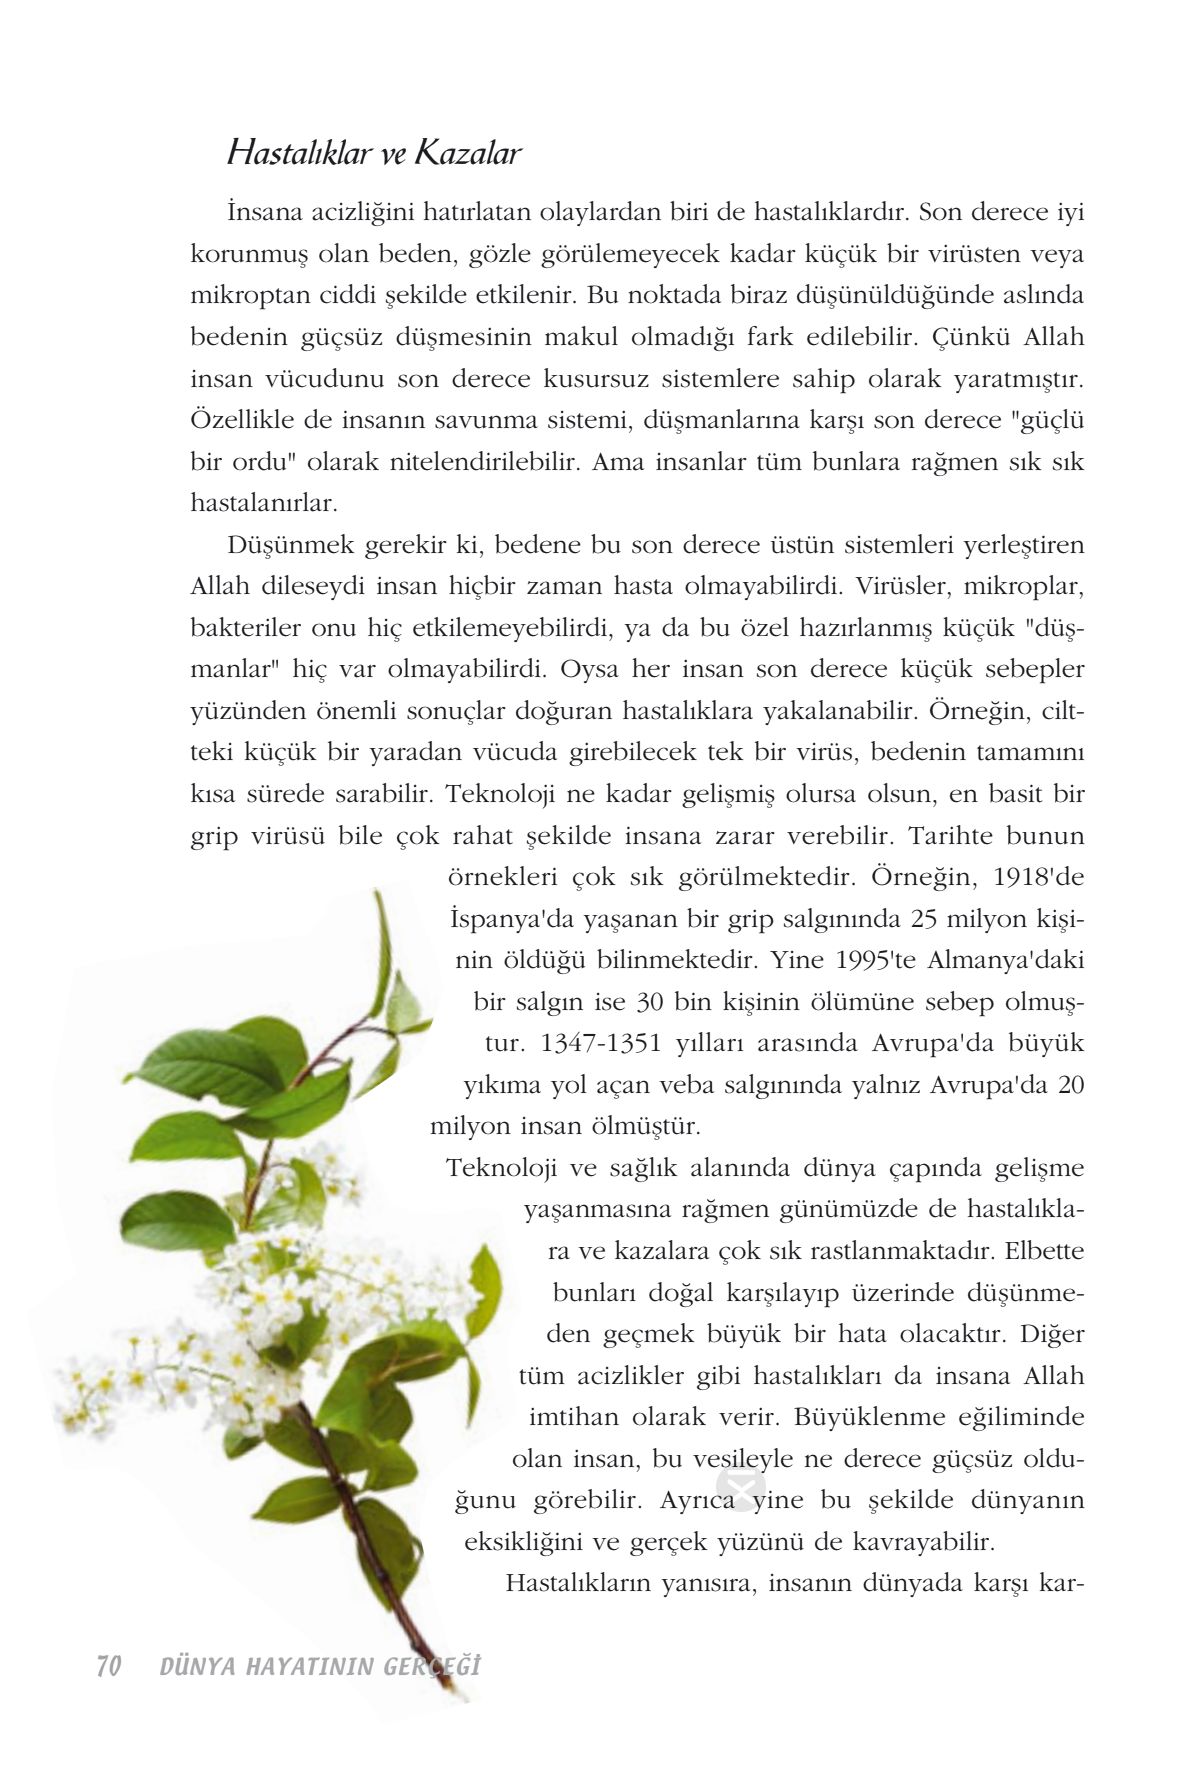 Hastalıklar ve Kazalar
İnsana acizliğini hatırlatan olaylardan biri de hastalıklardır. Son derece iyi
korunmuş olan beden, gözle görülemeyecek kadar küçük bir virüsten veya
mikroptan ciddi şekilde etkilenir. Bu noktada biraz düşünüldüğünde aslında
bedenin güçsüz düşmesinin makul olmadığı fark edilebilir. Çünkü Allah
insan vücudunu son derece kusursuz sistemlere sahip olarak yaratmıştır.
Özellikle de insanın savunma sistemi, düşmanlarına karşı son derece "güçlü
bir ordu" olarak nitelendirilebilir. Ama insanlar tüm bunlara rağmen sık sık
hastalanırlar.
Düşünmek gerekir ki, bedene bu son derece üstün sistemleri yerleştiren
Allah dileseydi insan hiçbir zaman hasta olmayabilirdi. Virüsler, mikroplar,
bakteriler onu hiç etkilemeyebilirdi, ya da bu özel hazırlanmış küçük "düş-
manlar" hiç var olmayabilirdi. Oysa her insan son derece küçük sebepler
yüzünden önemli sonuçlar doğuran hastalıklara yakalanabilir. Örneğin, cilt-
teki küçük bir yaradan vücuda girebilecek tek bir virüs, bedenin tamamını
kısa sürede sarabilir. Teknoloji ne kadar gelişmiş olursa olsun, en basit bir
grip virüsü bile çok rahat şekilde insana zarar verebilir. Tarihte bunun
örnekleri çok sık görülmektedir. Örneğin, 1918'de
İspanya'da yaşanan bir grip salgınında 25 milyon kişi-
nin öldüğü bilinmektedir. Yine 1995'te Almanya'daki
bir salgın ise 30 bin kişinin ölümüne sebep olmuş-
tur. 1347-1351 yılları arasında Avrupa'da büyük
yıkıma yol açan veba salgınında yalnız Avrupa'da 20
milyon insan ölmüştür.
Teknoloji ve sağlık alanında dünya çapında gelişme
yaşanmasına rağmen günümüzde de hastalıkla-
ra ve kazalara çok sık rastlanmaktadır. Elbette
bunları doğal karşılayıp üzerinde düşünme-
den geçmek büyük bir hata olacaktır. Diğer
tüm acizlikler gibi hastalıkları da insana Allah
imtihan olarak verir. Büyüklenme eğiliminde
olan insan, bu vesileyle ne derece güçsüz oldu-
ğunu görebilir. Ayrıca yine bu şekilde dünyanın
eksikliğini ve gerçek yüzünü de kavrayabilir.
Hastalıkların yanısıra, insanın dünyada karşı kar-
70 DÜNYA HAYATININ GERÇEĞİ